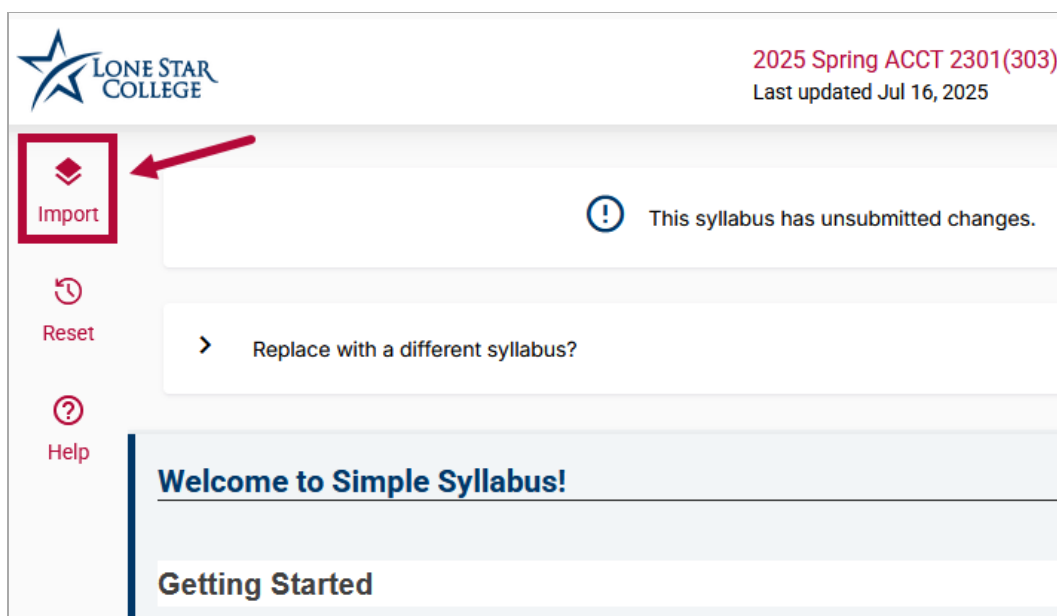 LONE STAR
COLLEGE
2025 Spring ACCT 2301(303)
Last updated Jul 16, 2025
Import
This syllabus has unsubmitted changes.
Reset
Replace with a different syllabus?
Help
Welcome to Simple Syllabus!
Getting Started